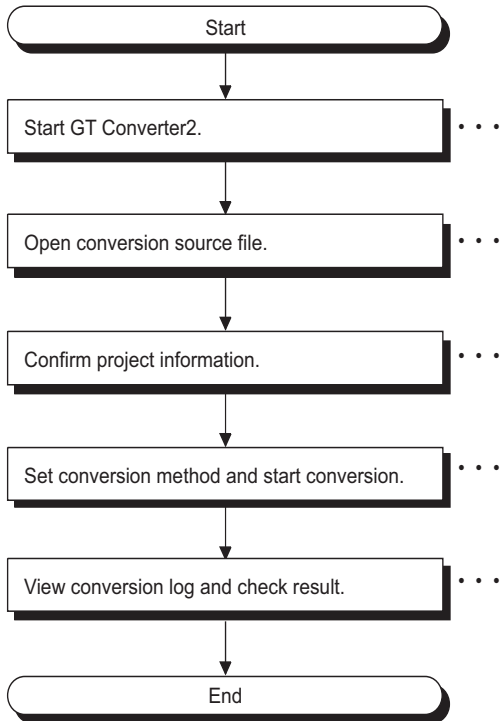 Start
Start GT Converter2.
• • •
Open conversion source file.
• • •
Confirm project information.
• • •
Set conversion method and start conversion.
• • •
View conversion log and check result.
• • •
End